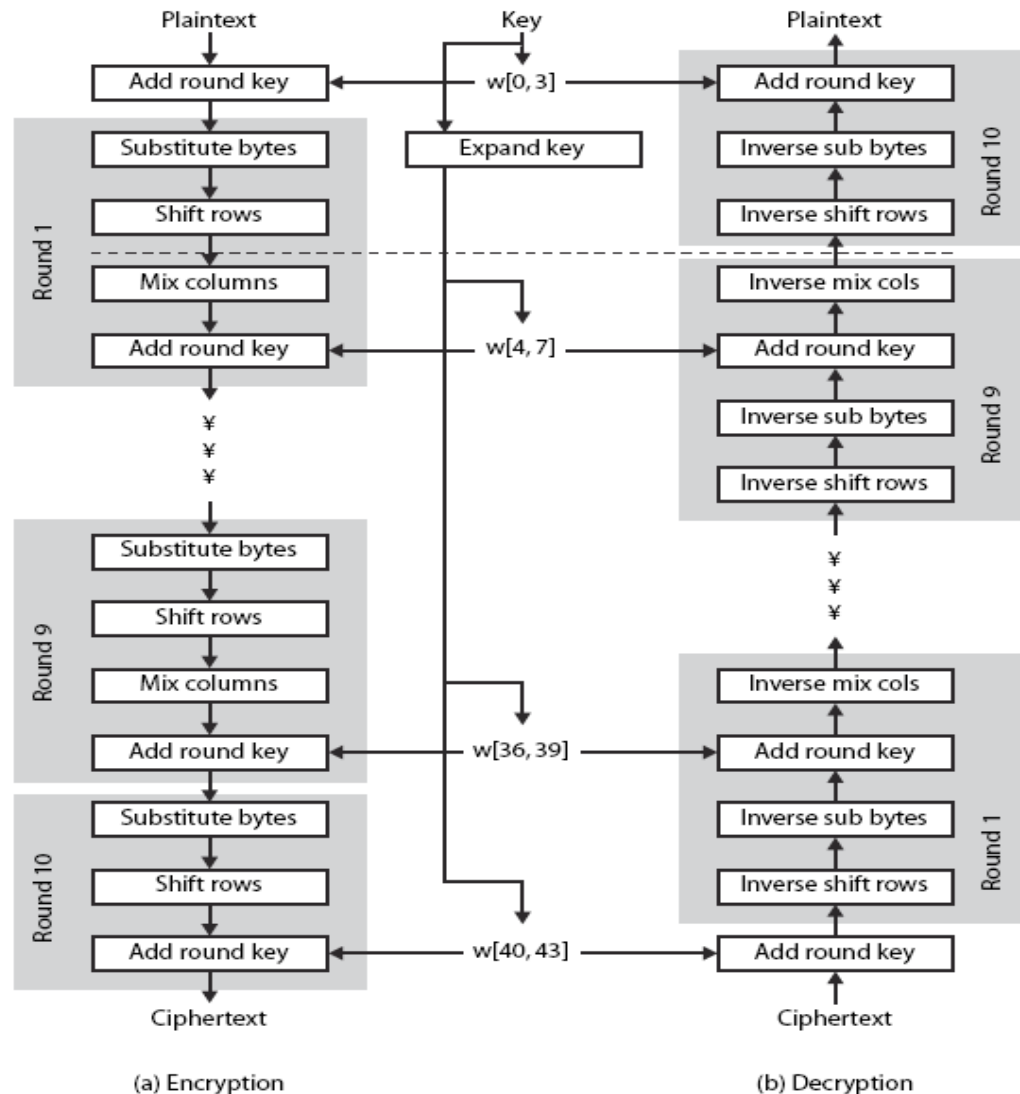 Plaintext
Add round key
Round 1
Substitute bytes
Shift rows
Mix columns
Add round key
¥
¥
¥
Round 9
Substitute bytes
Shift rows
Mix columns
Add round key
Round 10
Substitute bytes
Shift rows
Add round key
Ciphertext
(a) Encryption
Key
w[0, 3]
Expand key
w[4, 7]
w[36, 39]
w[40, 43]
Plaintext
Add round key
Inverse sub bytes
Inverse shift rows
Round 10
Inverse mix cols
Add round key
Inverse sub bytes
Inverse shift rows
Round 9
¥
¥
¥
Inverse mix cols
Add round key
Inverse sub bytes
Inverse shift rows
Round 1
Add round key
Ciphertext
(b) Decryption